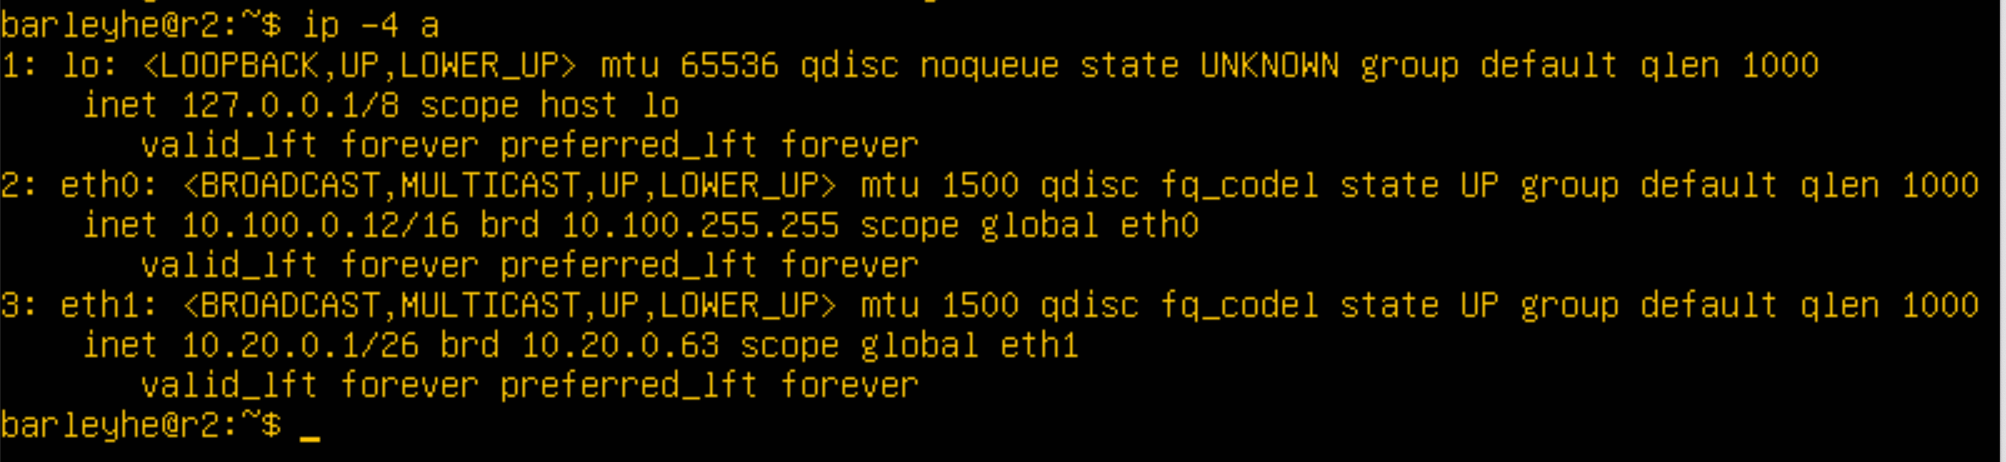 barleyhe@r2:~$ ip -4 a
1: lo: <LOOPBACK,UP,LOWER_UP> mtu 65536 qdisc noqueue state UNKNOWN group default qlen 1000
    inet 127.0.0.1/8 scope host lo
       valid_lft forever preferred_lft forever
2: eth0: <BROADCAST,MULTICAST,UP,LOWER_UP> mtu 1500 qdisc fq_codel state UP group default qlen 1000
    inet 10.100.0.12/16 brd 10.100.255.255 scope global eth0
       valid_lft forever preferred_lft forever
3: eth1: <BROADCAST,MULTICAST,UP,LOWER_UP> mtu 1500 qdisc fq_codel state UP group default qlen 1000
    inet 10.20.0.1/26 brd 10.20.0.63 scope global eth1
       valid_lft forever preferred_lft forever
barleyhe@r2:~$ _